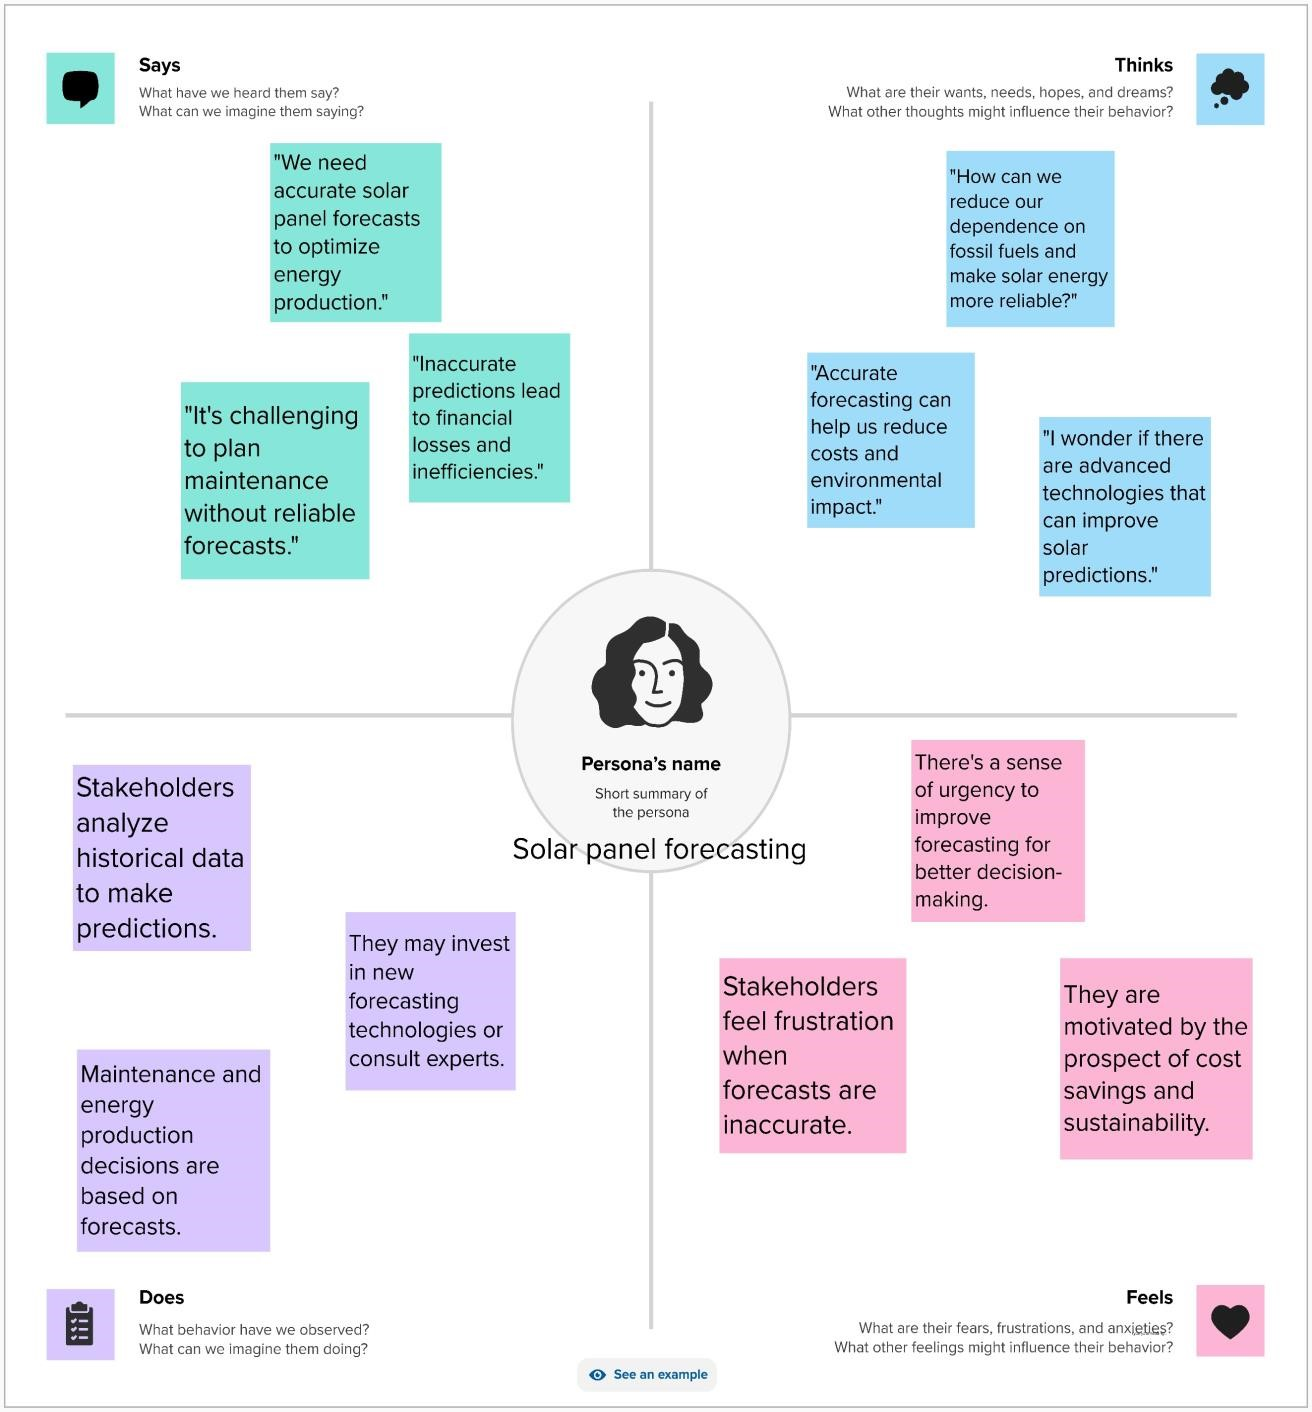 Says
What have we heard them say?
What can we imagine them saying?
Thinks
What are their wants, needs, hopes, and dreams?
What other thoughts might influence their behavior?
"We need
accurate solar
panel forecasts
to optimize
energy
production."
"Inaccurate
predictions lead
to financial
losses and
inefficiencies."
"It's challenging
to plan
maintenance
without reliable
forecasts."
"How can we
reduce our
dependence on
fossil fuels and
make solar energy
more reliable?"
"Accurate
forecasting can
help us reduce
costs and
environmental
impact."
"I wonder if there
are advanced
technologies that
can improve
solar
predictions."
Persona's name
Short summary of
the persona
Solar panel forecasting
Stakeholders
analyze
historical data
to make
predictions.
They may invest
in new
forecasting
technologies or
consult experts.
Maintenance and
energy
production
decisions are
based on
forecasts.
There's a sense
of urgency to
improve
forecasting for
better decision-
making.
Stakeholders
feel frustration
when
forecasts are
inaccurate.
They are
motivated by the
prospect of cost
savings and
sustainability.
Does
What behavior have we observed?
What can we imagine them doing?
Feels
What are their fears, frustrations, and anxieties?
What other feelings might influence their behavior?
See an example